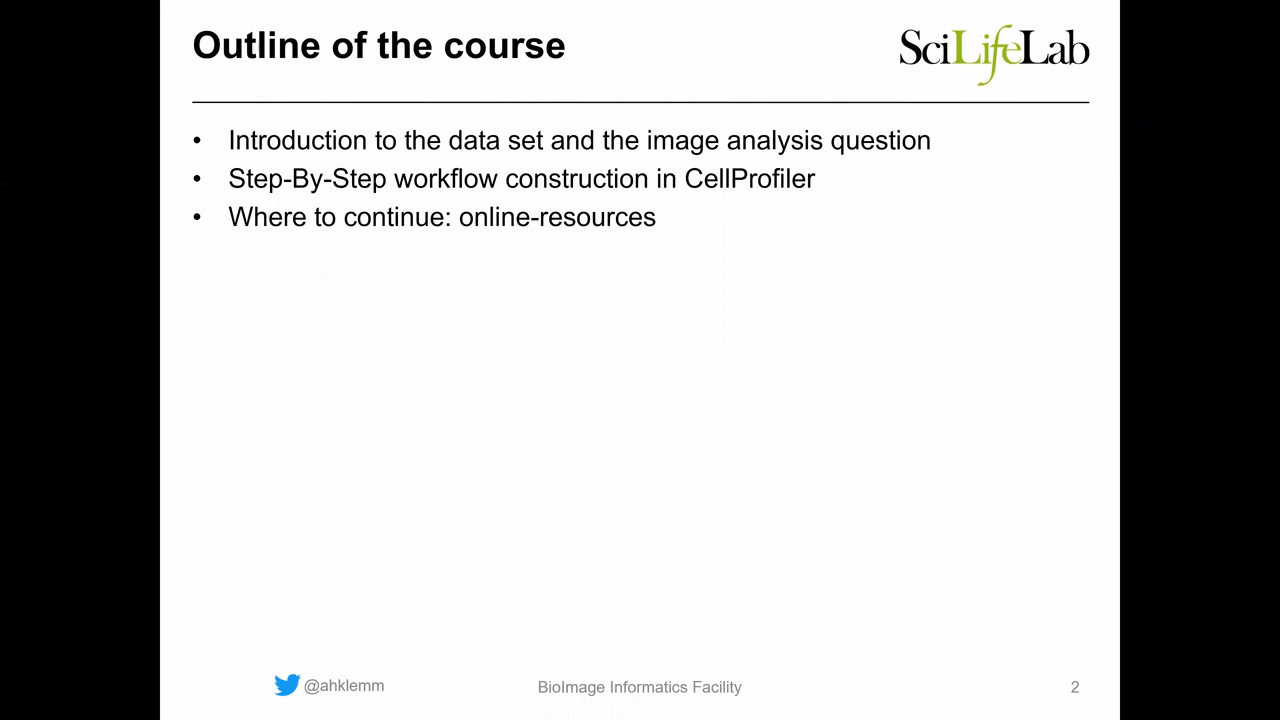 Outline of the course
SciLifeLab
• Introduction to the data set and the image analysis question
• Step-By-Step workflow construction in CellProfiler
• Where to continue: online-resources
@ahklemm
BioImage Informatics Facility
2